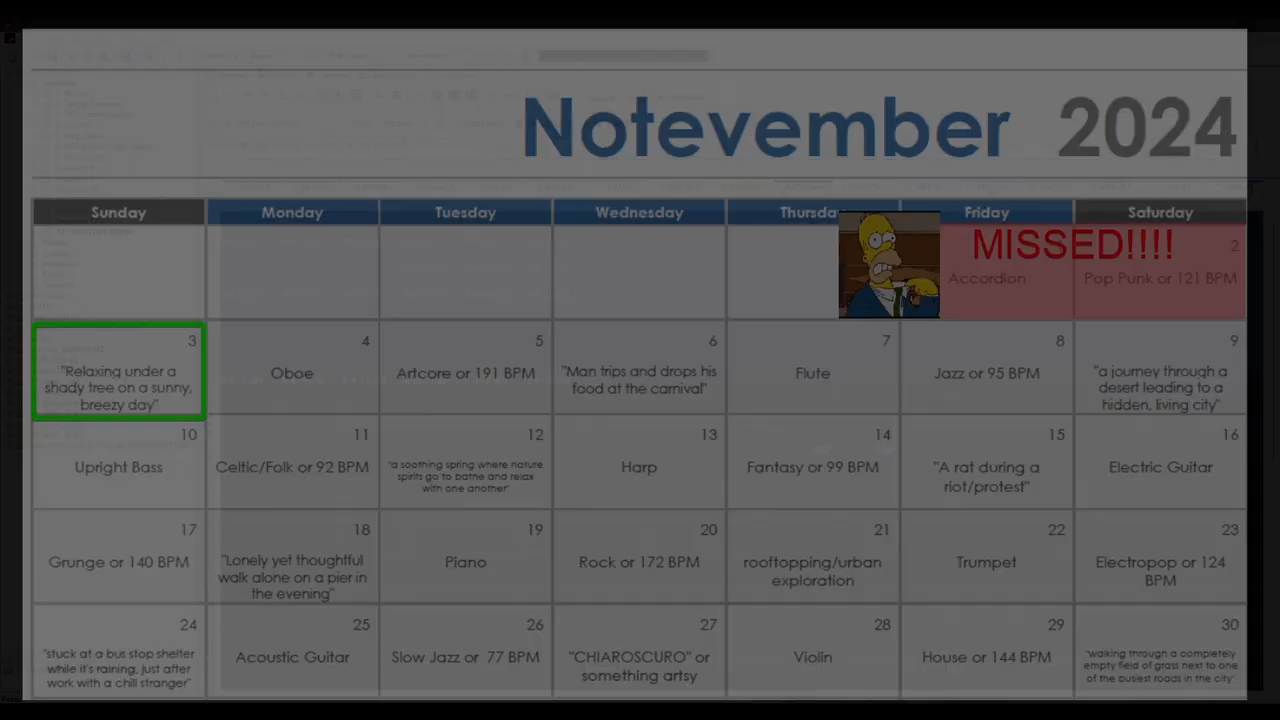 Notevember 2024
Sunday Monday Tuesday Wednesday Thursda Friday Saturday
MISSED!!!!
2
Accordion Pop Punk or 121 BPM
3 4 5 6 7 8 9
"Relaxing under a
shady tree on a sunny,
breezy day"
Oboe
Artcore or 191 BPM
"Man trips and drops his
food at the carnival"
Flute
Jazz or 95 BPM
"a journey through a
desert leading to a
hidden, living city"
10 11 12 13 14 15 16
Upright Bass
Celtic/Folk or 92 BPM
"a soothing spring where nature
spirits go to bathe and relax
with one another"
Harp
Fantasy or 99 BPM
"A rat during a
riot/protest"
Electric Guitar
17 18 19 20 21 22 23
Grunge or 140 BPM
"Lonely yet thoughtful
walk alone on a pier in
the evening"
Piano
Rock or 172 BPM
rooftopping/urban
exploration
Trumpet
Electropop or 124
BPM
24 25 26 27 28 29 30
"stuck at a bus stop shelter
while it's raining, just after
work with a chill stranger"
Acoustic Guitar
Slow Jazz or 77 BPM
"CHIAROSCURO" or
something artsy
Violin
House or 144 BPM
"walking through a completely
empty field of grass next to one
of the busiest roads in the city"